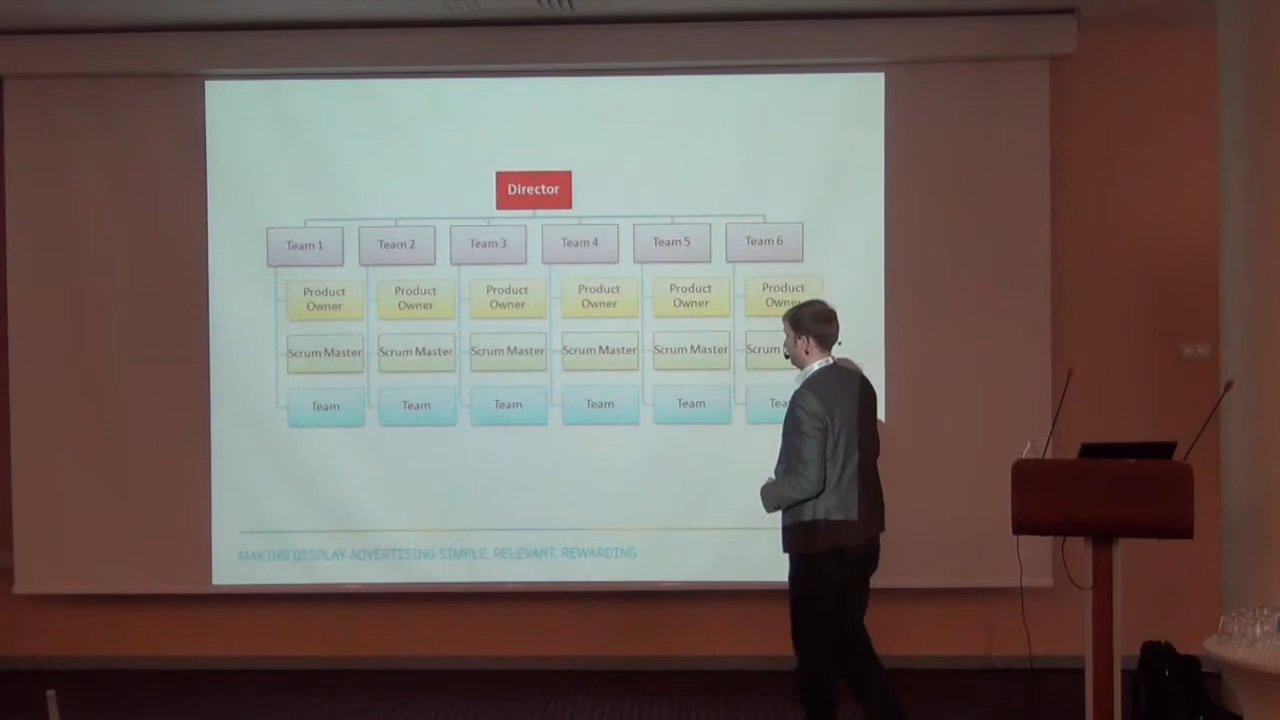 Director
Team 1 Team 2 Team 3 Team 4 Team 5 Team 6
Product Product Product Product Product Product
Owner Owner Owner Owner Owner Owner
Scrum Master Scrum Master Scrum Master Scrum Master Scrum Master Scrum
Team Team Team Team Team
MAKING DISPLAY ADVERTISING SIMPLE, RELEVANT, REWARDING